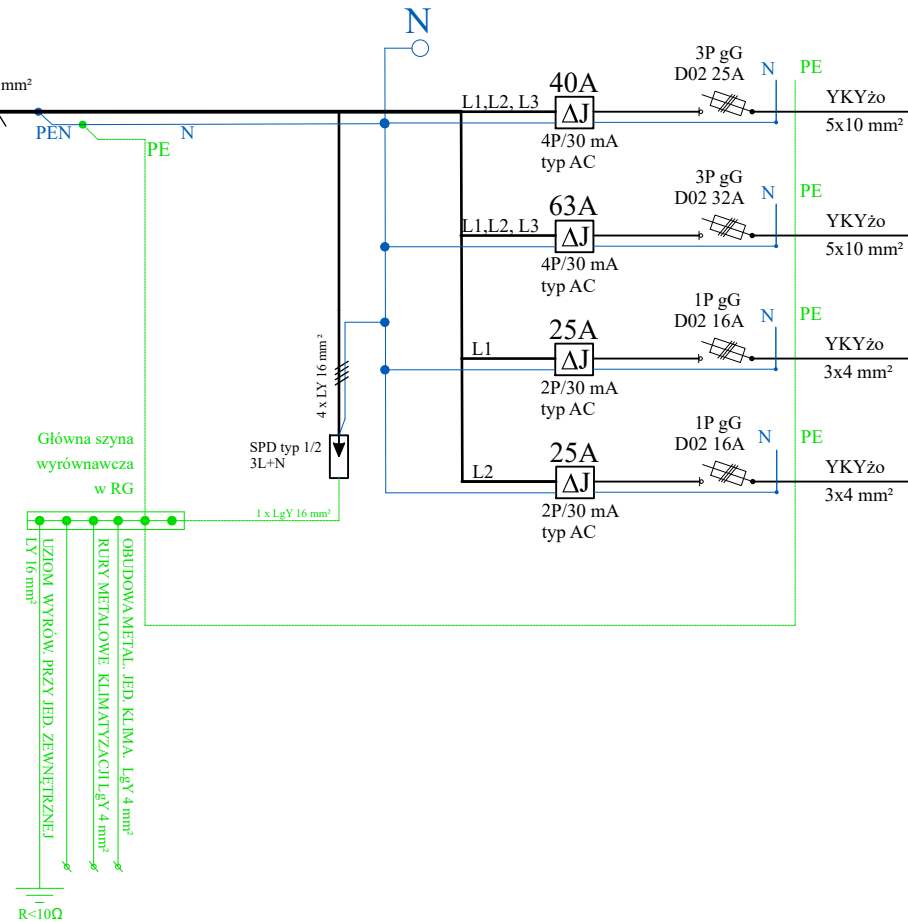 N
mm²
PEN
N
PE
L1,L2, L3
40A
ΔJ
4P/30 mA
typ AC
3P gG
D02 25A
N
PE
YKYżo
5x10 mm²
L1,L2, L3
63A
ΔJ
4P/30 mA
typ AC
3P gG
D02 32A
N
PE
YKYżo
5x10 mm²
L1
25A
ΔJ
2P/30 mA
typ AC
1P gG
D02 16A
N
PE
YKYżo
3x4 mm²
L2
25A
ΔJ
2P/30 mA
typ AC
1P gG
D02 16A
N
PE
YKYżo
3x4 mm²
4 x LY 16 mm²
SPD typ 1/2
3L+N
1 x LgY 16 mm²
Główna szyna
wyrównawcza
w RG
UZIOM WYRÓW. PRZY JED. ZEWNĘTRZNEJ
LY 16 mm²
RURY METALOWE KLIMATYZACJI LgY 4 mm²
OBUDOWA METAL. JED. KLIMA. LgY 4 mm²
R<10Ω